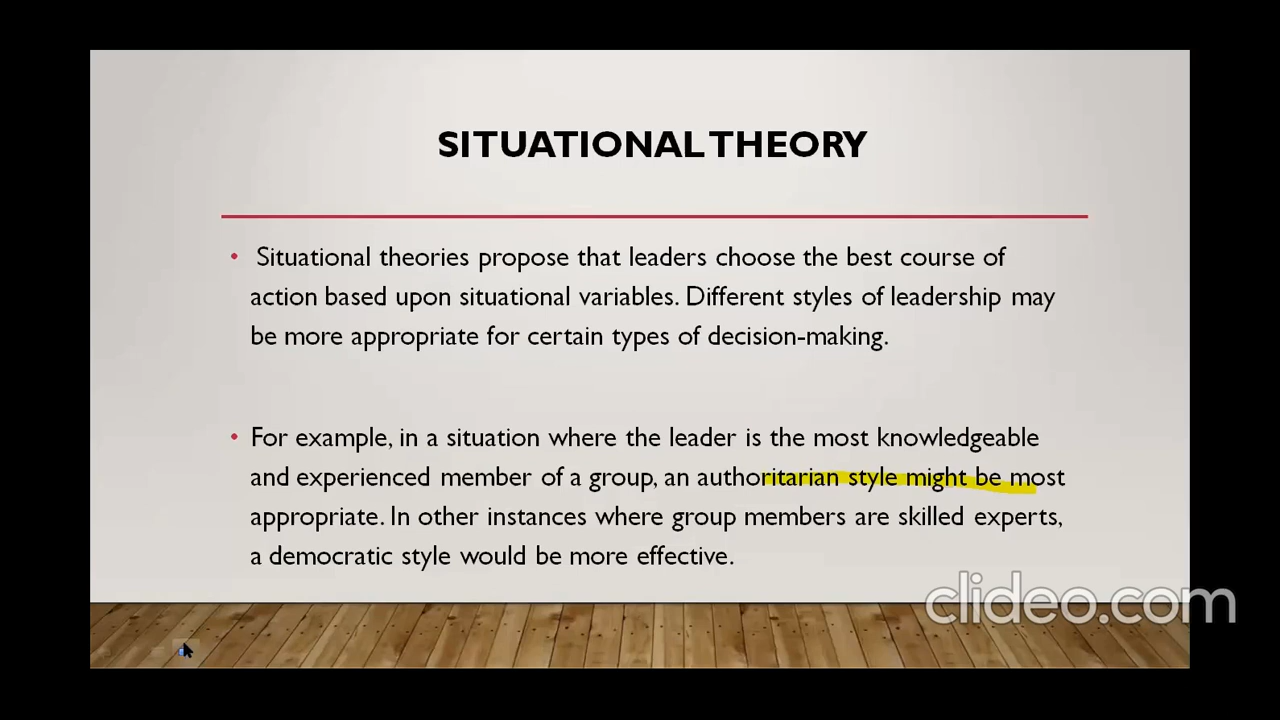 SITUATIONAL THEORY
• Situational theories propose that leaders choose the best course of
action based upon situational variables. Different styles of leadership may
be more appropriate for certain types of decision-making.
• For example, in a situation where the leader is the most knowledgeable
and experienced member of a group, an authoritarian style might be most
appropriate. In other instances where group members are skilled experts,
a democratic style would be more effective.
clideo.com